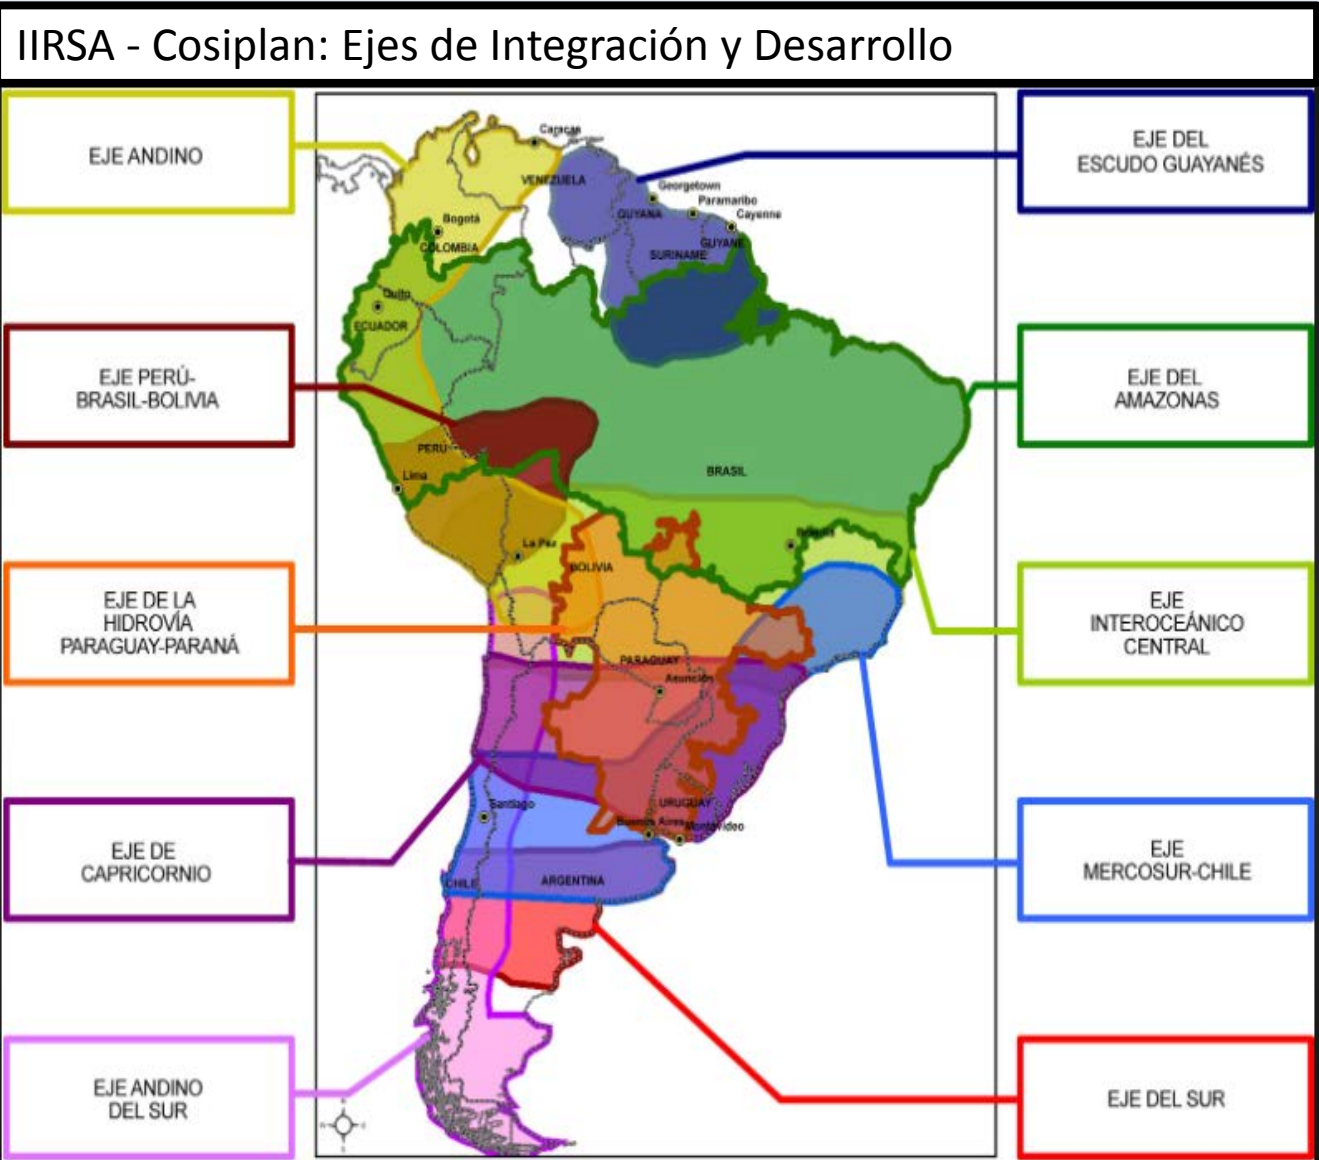 IIRSA - Cosiplan: Ejes de Integración y Desarrollo
EJE ANDINO
EJE PERÚ-
BRASIL-BOLIVIA
EJE DE LA
HIDROVÍA
PARAGUAY-PARANÁ
EJE DE
CAPRICORNIO
EJE ANDINO
DEL SUR
Caracas
VENEZUELA
Georgetown
Paramaribo
GUYANA
Cayenne
Bogotá
COLOMBIA
GUYANE
SURINAME
Quito
ECUADOR
PERÚ
BRASIL
Lima
La Paz
BOLIVIA
PARAGUAY
Asunción
Santiago
URUGUAY
Buenos Aires
Montevideo
CHILE
ARGENTINA
EJE DEL
ESCUDO GUAYANÉS
EJE DEL
AMAZONAS
EJE
INTEROCEÁNICO
CENTRAL
EJE
MERCOSUR-CHILE
EJE DEL SUR